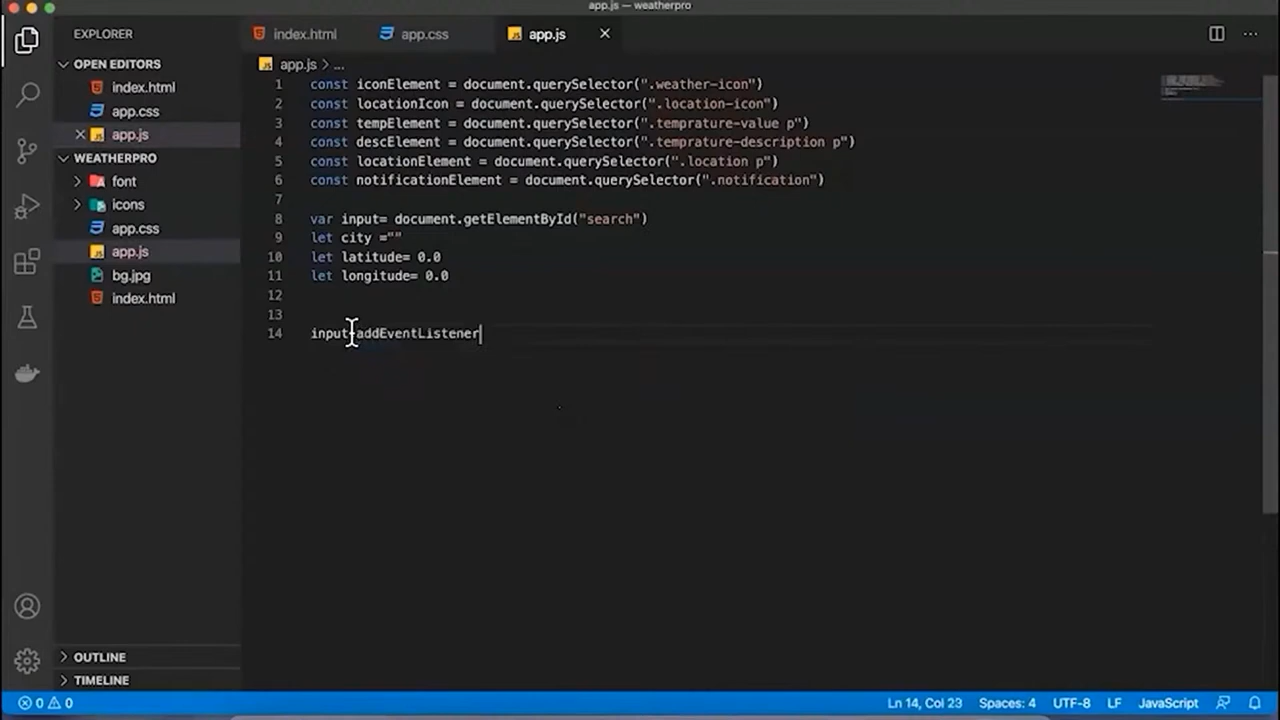 app.js — weatherpro
EXPLORER
index.html
app.css
app.js
OPEN EDITORS
index.html
app.css
app.js
WEATHERPRO
font
icons
app.css
app.js
bg.jpg
index.html
OUTLINE
TIMELINE
app.js > ...
1 const iconElement = document.querySelector(".weather-icon")
2 const locationIcon = document.querySelector(".location-icon")
3 const tempElement = document.querySelector(".temprature-value p")
4 const descElement = document.querySelector(".temprature-description p")
5 const locationElement = document.querySelector(".location p")
6 const notificationElement = document.querySelector(".notification")
7
8 var input= document.getElementById("search")
9 let city =""
10 let latitude= 0.0
11 let longitude= 0.0
12
13
14 input.addEventListener
0 0
Ln 14, Col 23
Spaces: 4
UTF-8
LF
JavaScript